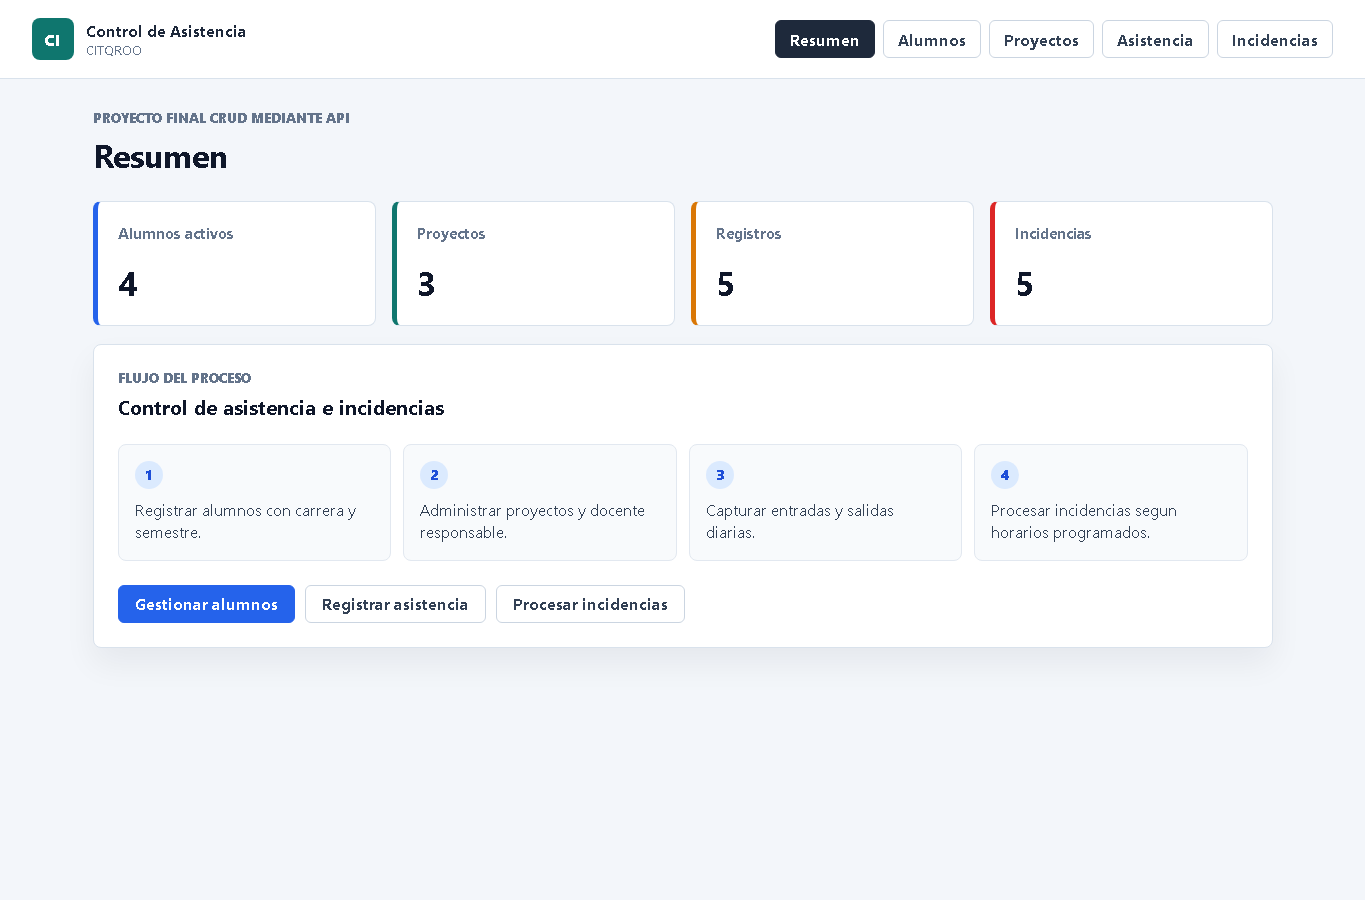 CI
Control de Asistencia
CITQROO
Resumen
Alumnos
Proyectos
Asistencia
Incidencias
PROYECTO FINAL CRUD MEDIANTE API
Resumen
Alumnos activos
4
Proyectos
3
Registros
5
Incidencias
5
FLUJO DEL PROCESO
Control de asistencia e incidencias
1
Registrar alumnos con carrera y
semestre.
2
Administrar proyectos y docente
responsable.
3
Capturar entradas y salidas
diarias.
4
Procesar incidencias segun
horarios programados.
Gestionar alumnos
Registrar asistencia
Procesar incidencias